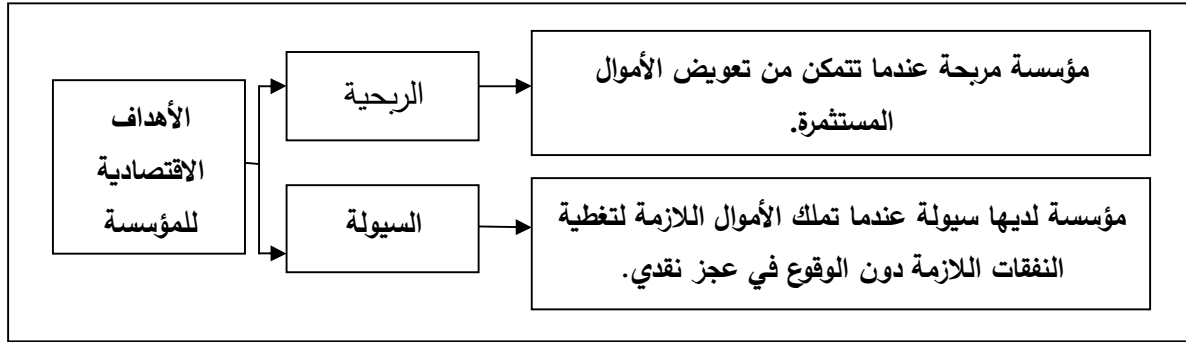 الأهداف
الاقتصادية
للمؤسسة
الربحية
مؤسسة مربحة عندما تتمكن من تعويض الأموال
المستثمرة.
السيولة
مؤسسة لديها سيولة عندما تملك الأموال اللازمة لتغطية
النفقات اللازمة دون الوقوع في عجز نقدي.